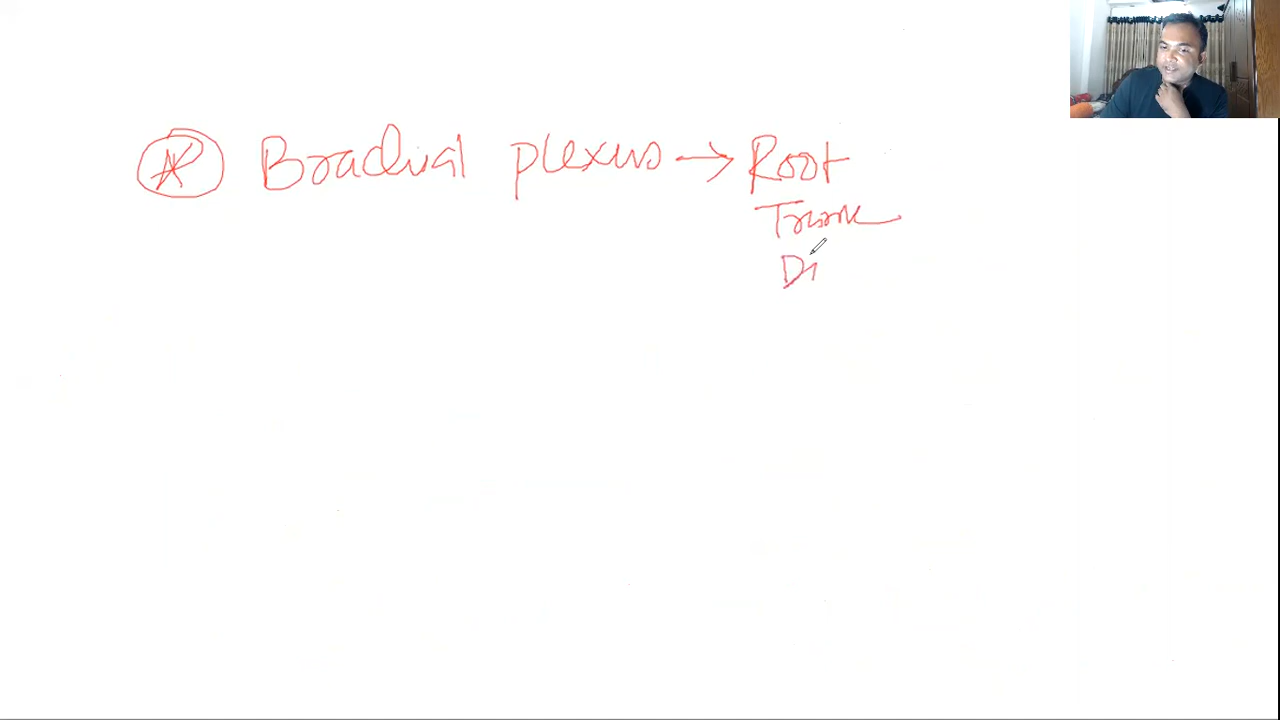 Brachial plexus → Root
Trunk
Di